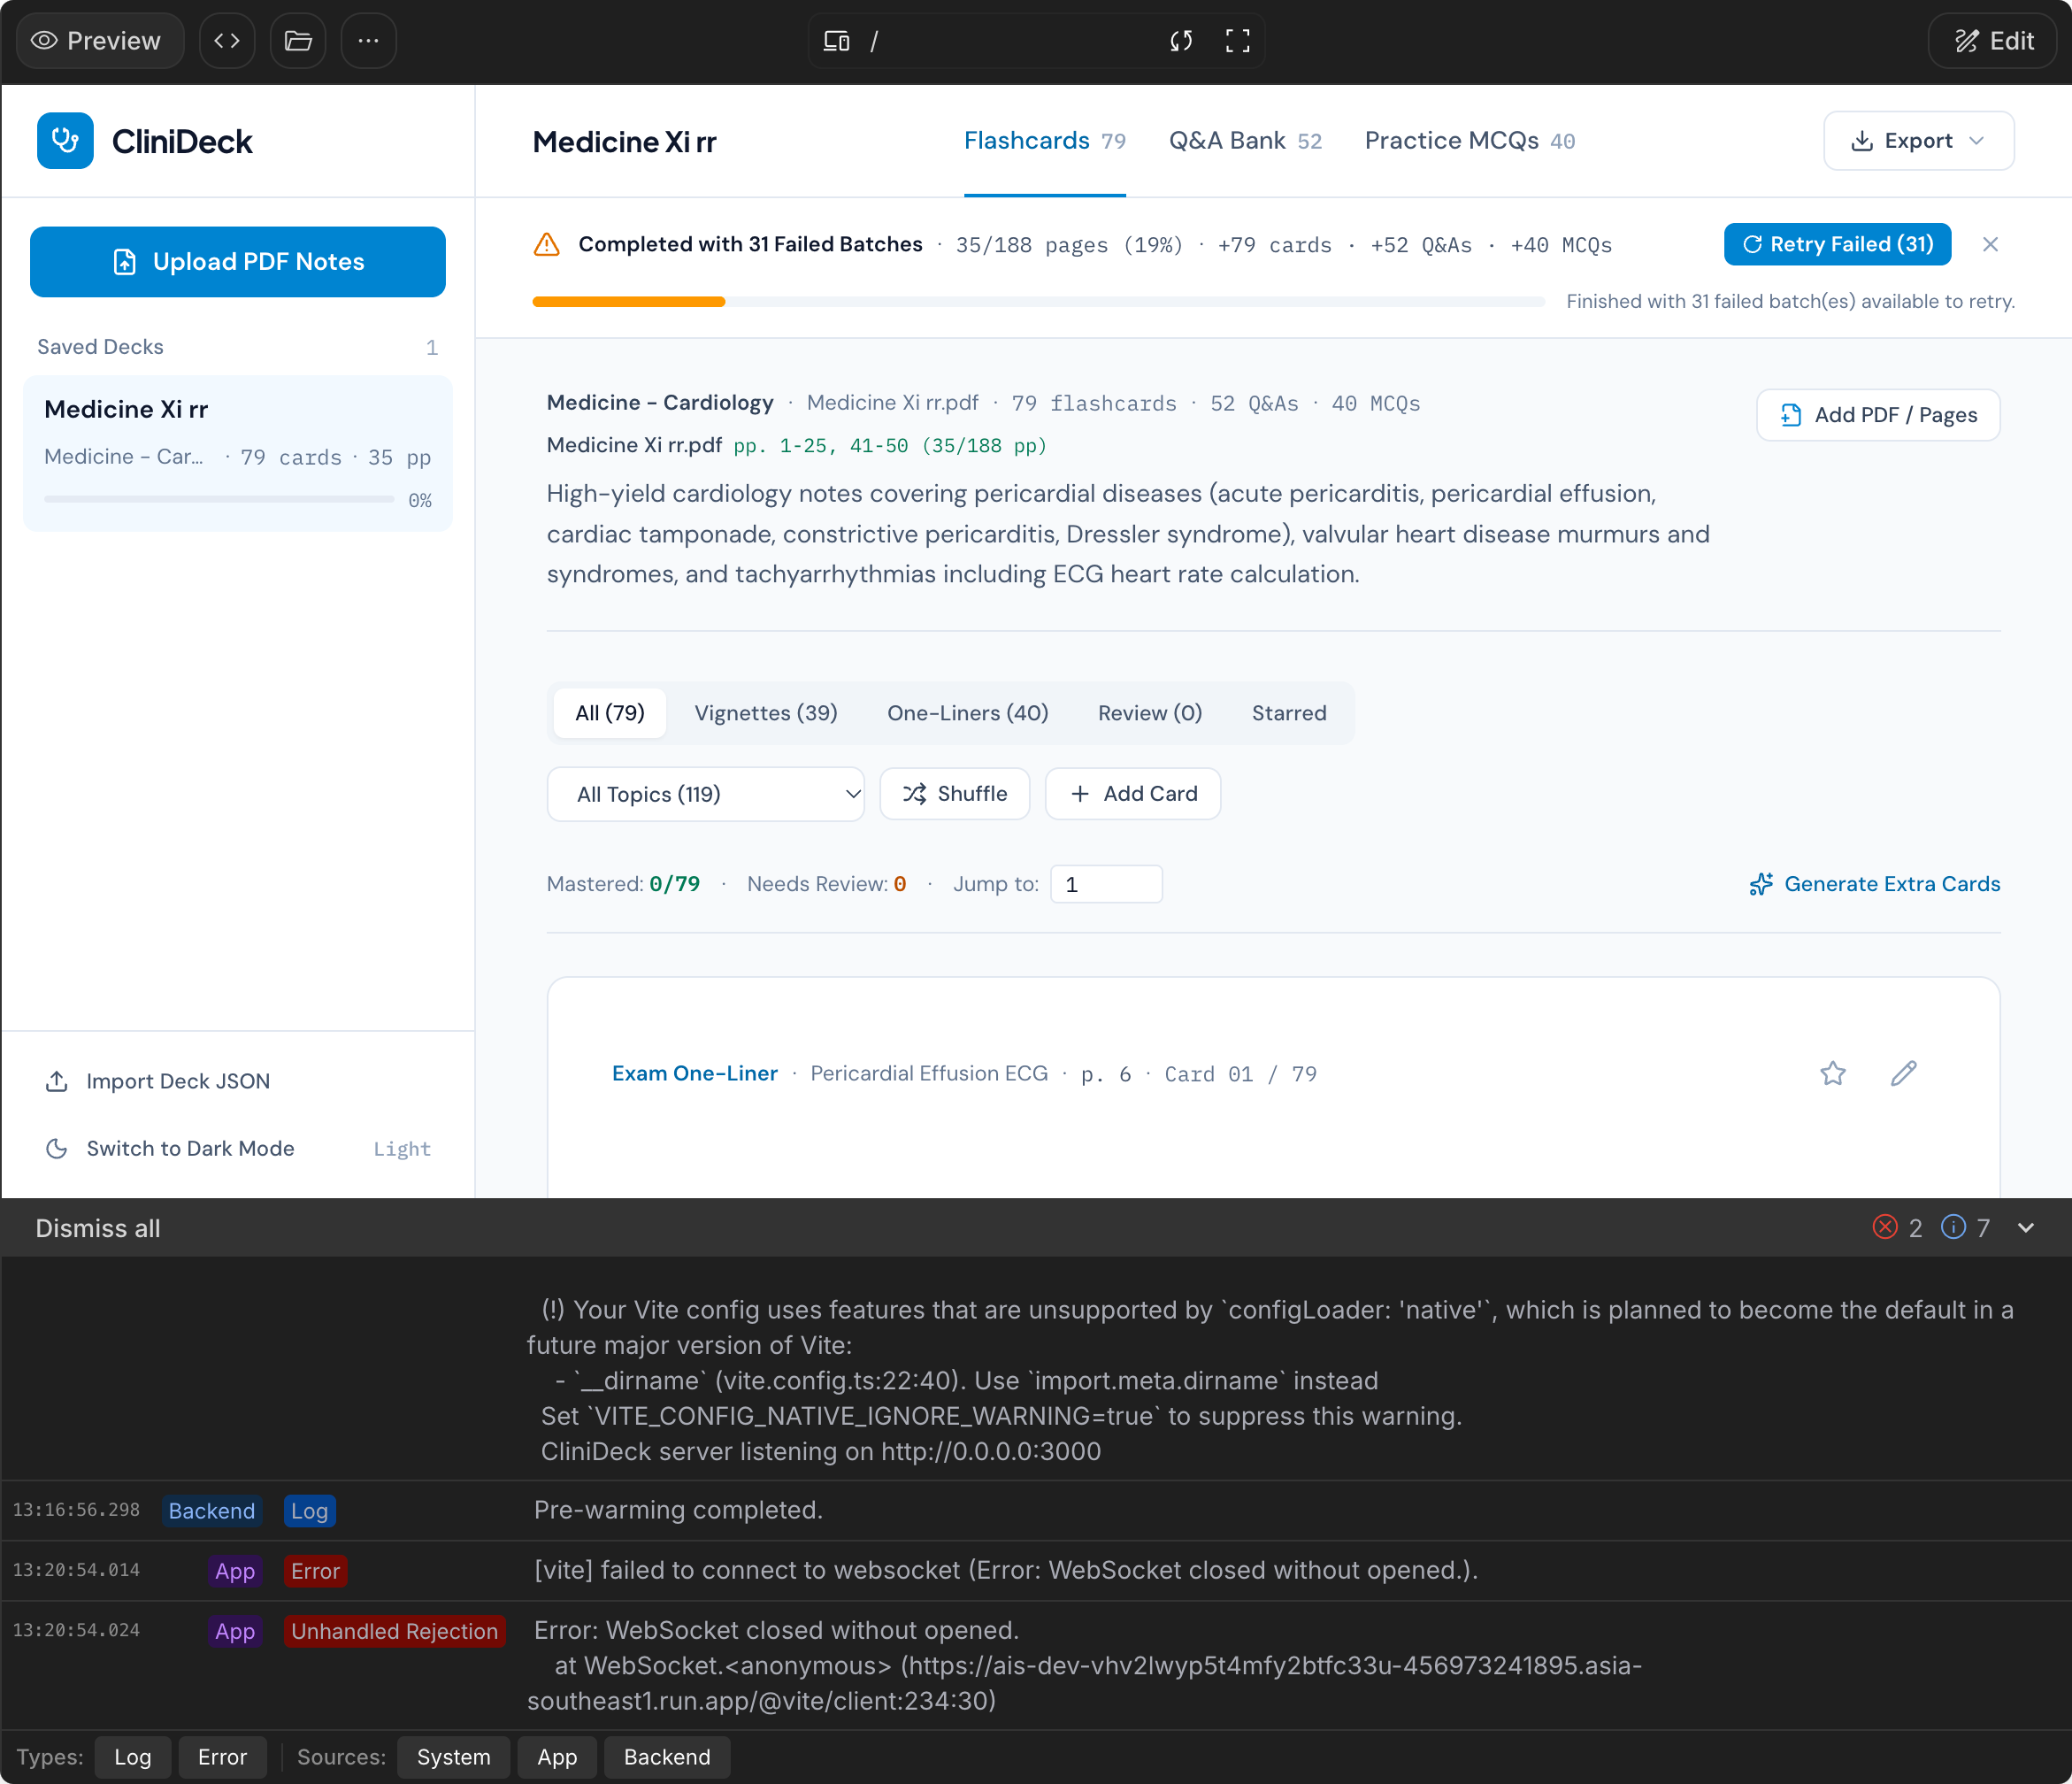 Preview
/
Edit
CliniDeck
Medicine Xi rr
Flashcards 79
Q&A Bank 52
Practice MCQs 40
Export
Upload PDF Notes
Completed with 31 Failed Batches · 35/188 pages (19%) · +79 cards · +52 Q&As · +40 MCQs
Retry Failed (31)
Finished with 31 failed batch(es) available to retry.
Saved Decks 1
Medicine Xi rr
Medicine - Car... · 79 cards · 35 pp
0%
Medicine - Cardiology · Medicine Xi rr.pdf · 79 flashcards · 52 Q&As · 40 MCQs
Add PDF / Pages
Medicine Xi rr.pdf pp. 1-25, 41-50 (35/188 pp)
High-yield cardiology notes covering pericardial diseases (acute pericarditis, pericardial effusion,
cardiac tamponade, constrictive pericarditis, Dressler syndrome), valvular heart disease murmurs and
syndromes, and tachyarrhythmias including ECG heart rate calculation.
All (79)
Vignettes (39)
One-Liners (40)
Review (0)
Starred
All Topics (119)
Shuffle
Add Card
Mastered: 0/79 · Needs Review: 0 · Jump to: 1
Generate Extra Cards
Exam One-Liner · Pericardial Effusion ECG · p. 6 · Card 01 / 79
Import Deck JSON
Switch to Dark Mode Light
Dismiss all
2 7
(!) Your Vite config uses features that are unsupported by `configLoader: 'native'`, which is planned to become the default in a
future major version of Vite:
- `__dirname` (vite.config.ts:22:40). Use `import.meta.dirname` instead
Set `VITE_CONFIG_NATIVE_IGNORE_WARNING=true` to suppress this warning.
CliniDeck server listening on http://0.0.0.0:3000
13:16:56.298 Backend Log Pre-warming completed.
13:20:54.014 App Error [vite] failed to connect to websocket (Error: WebSocket closed without opened.).
13:20:54.024 App Unhandled Rejection Error: WebSocket closed without opened.
at WebSocket.<anonymous> (https://ais-dev-vhv2lwyp5t4mfy2btfc33u-456973241895.asia-
southeast1.run.app/@vite/client:234:30)
Types: Log Error Sources: System App Backend